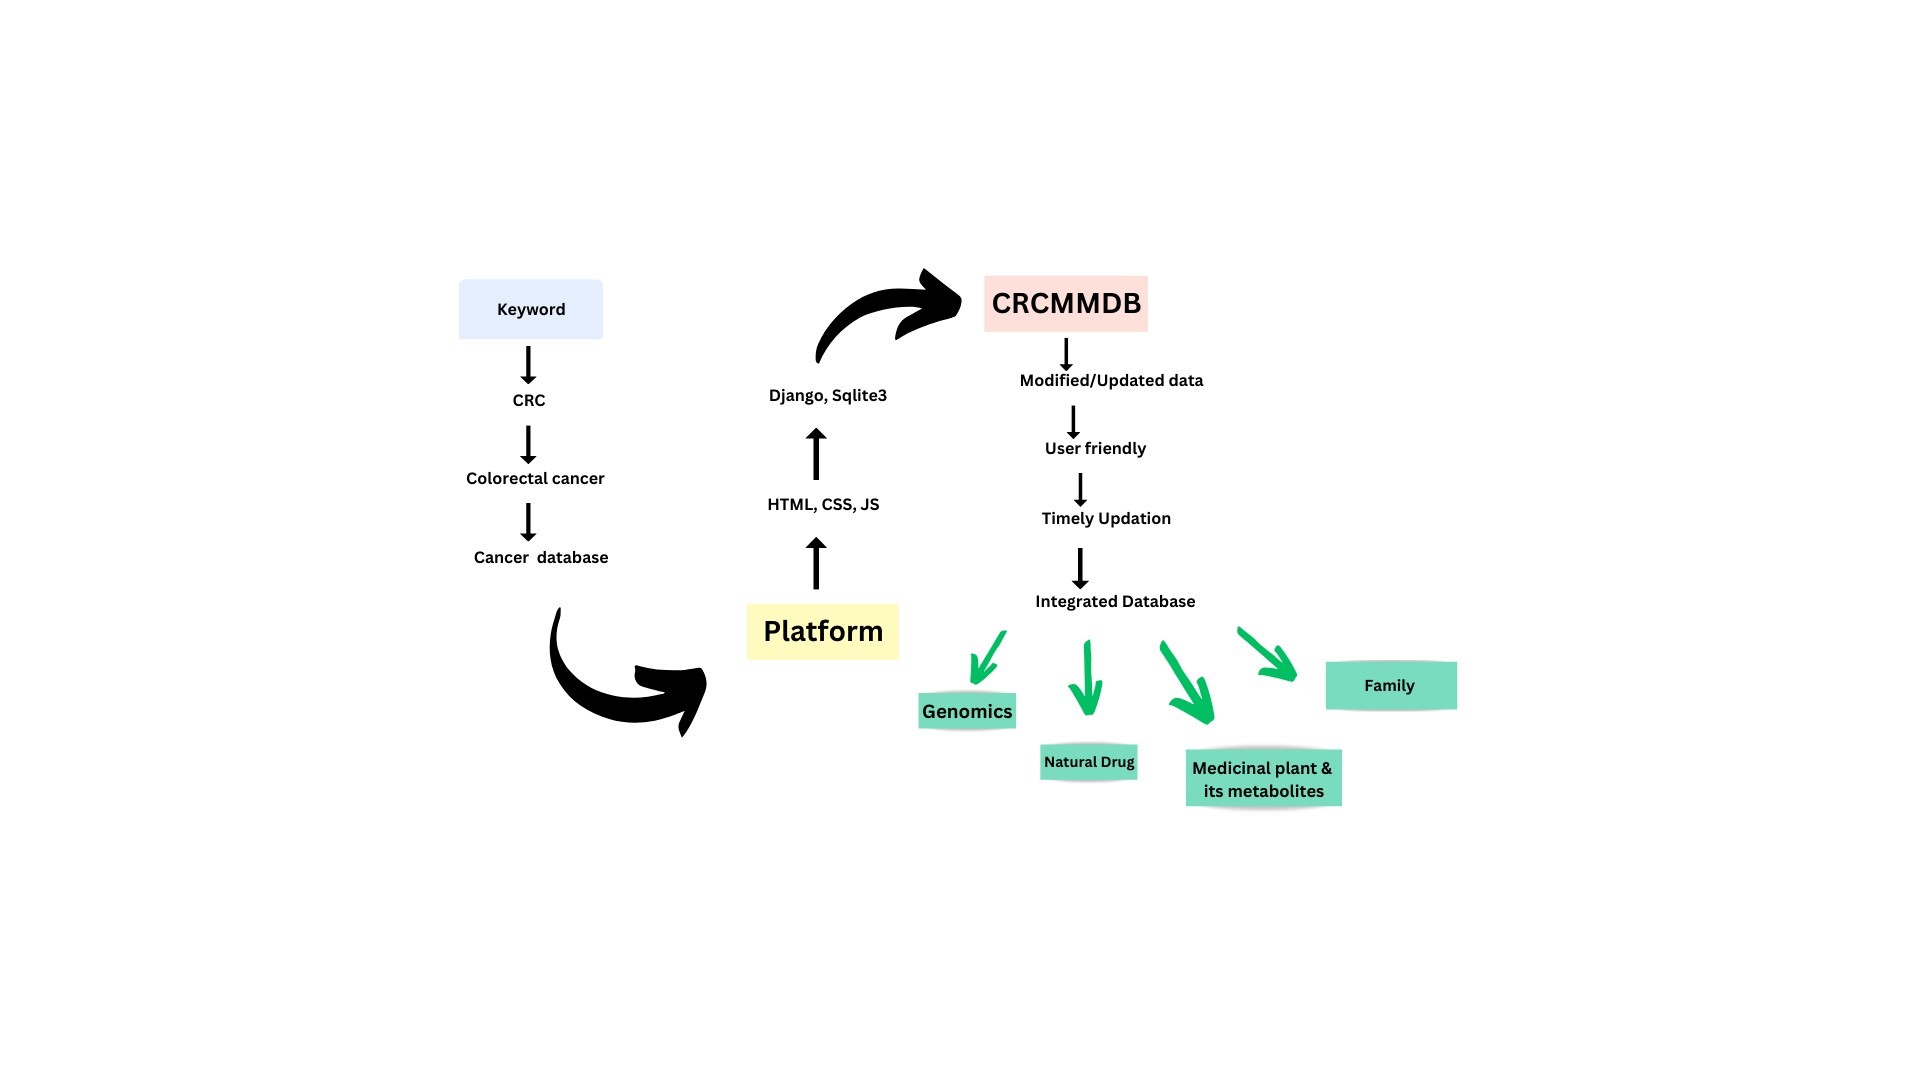 Keyword
CRC
Colorectal cancer
Cancer database
Platform
HTML, CSS, JS
Django, Sqlite3
CRCMMDB
Modified/Updated data
User friendly
Timely Updation
Integrated Database
Genomics
Natural Drug
Medicinal plant &
its metabolites
Family